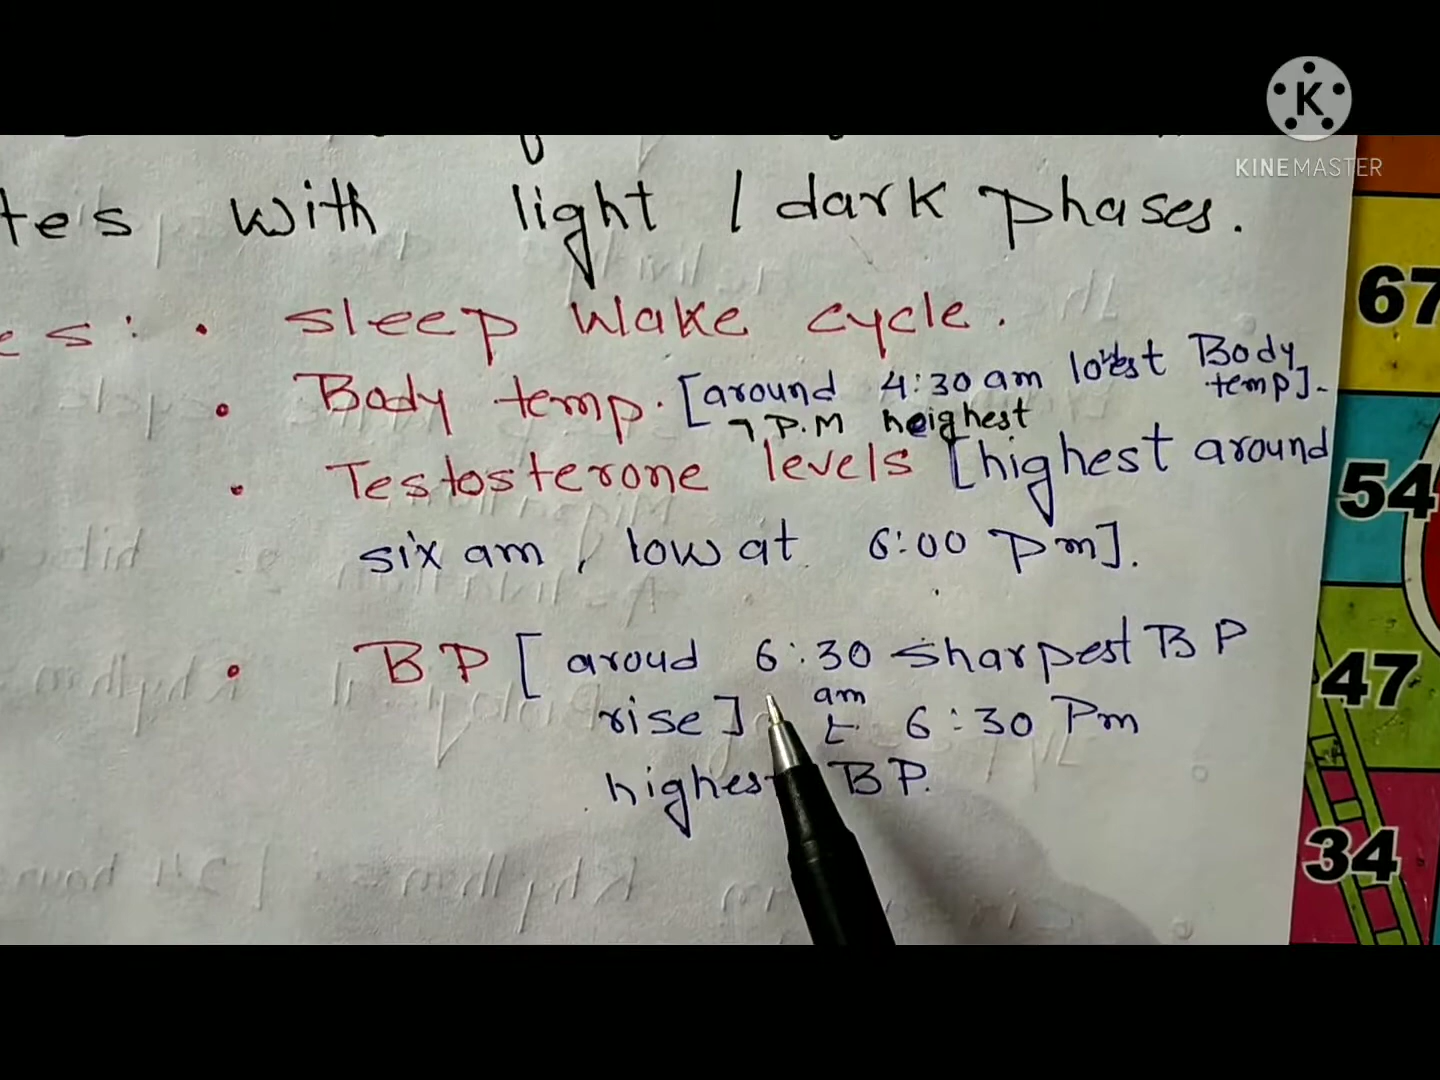 KINEMASTER
te's with light / dark phases.
es: • sleep wake cycle.
• Body temp. [around 4:30 am lowest Body temp].
7 P.M heighest
• Testosterone levels [highest around
six am, low at 6:00 pm].
• BP [aroud 6:30 sharpest BP
am
rise] 6:30 Pm
highest BP.
67
54
47
34